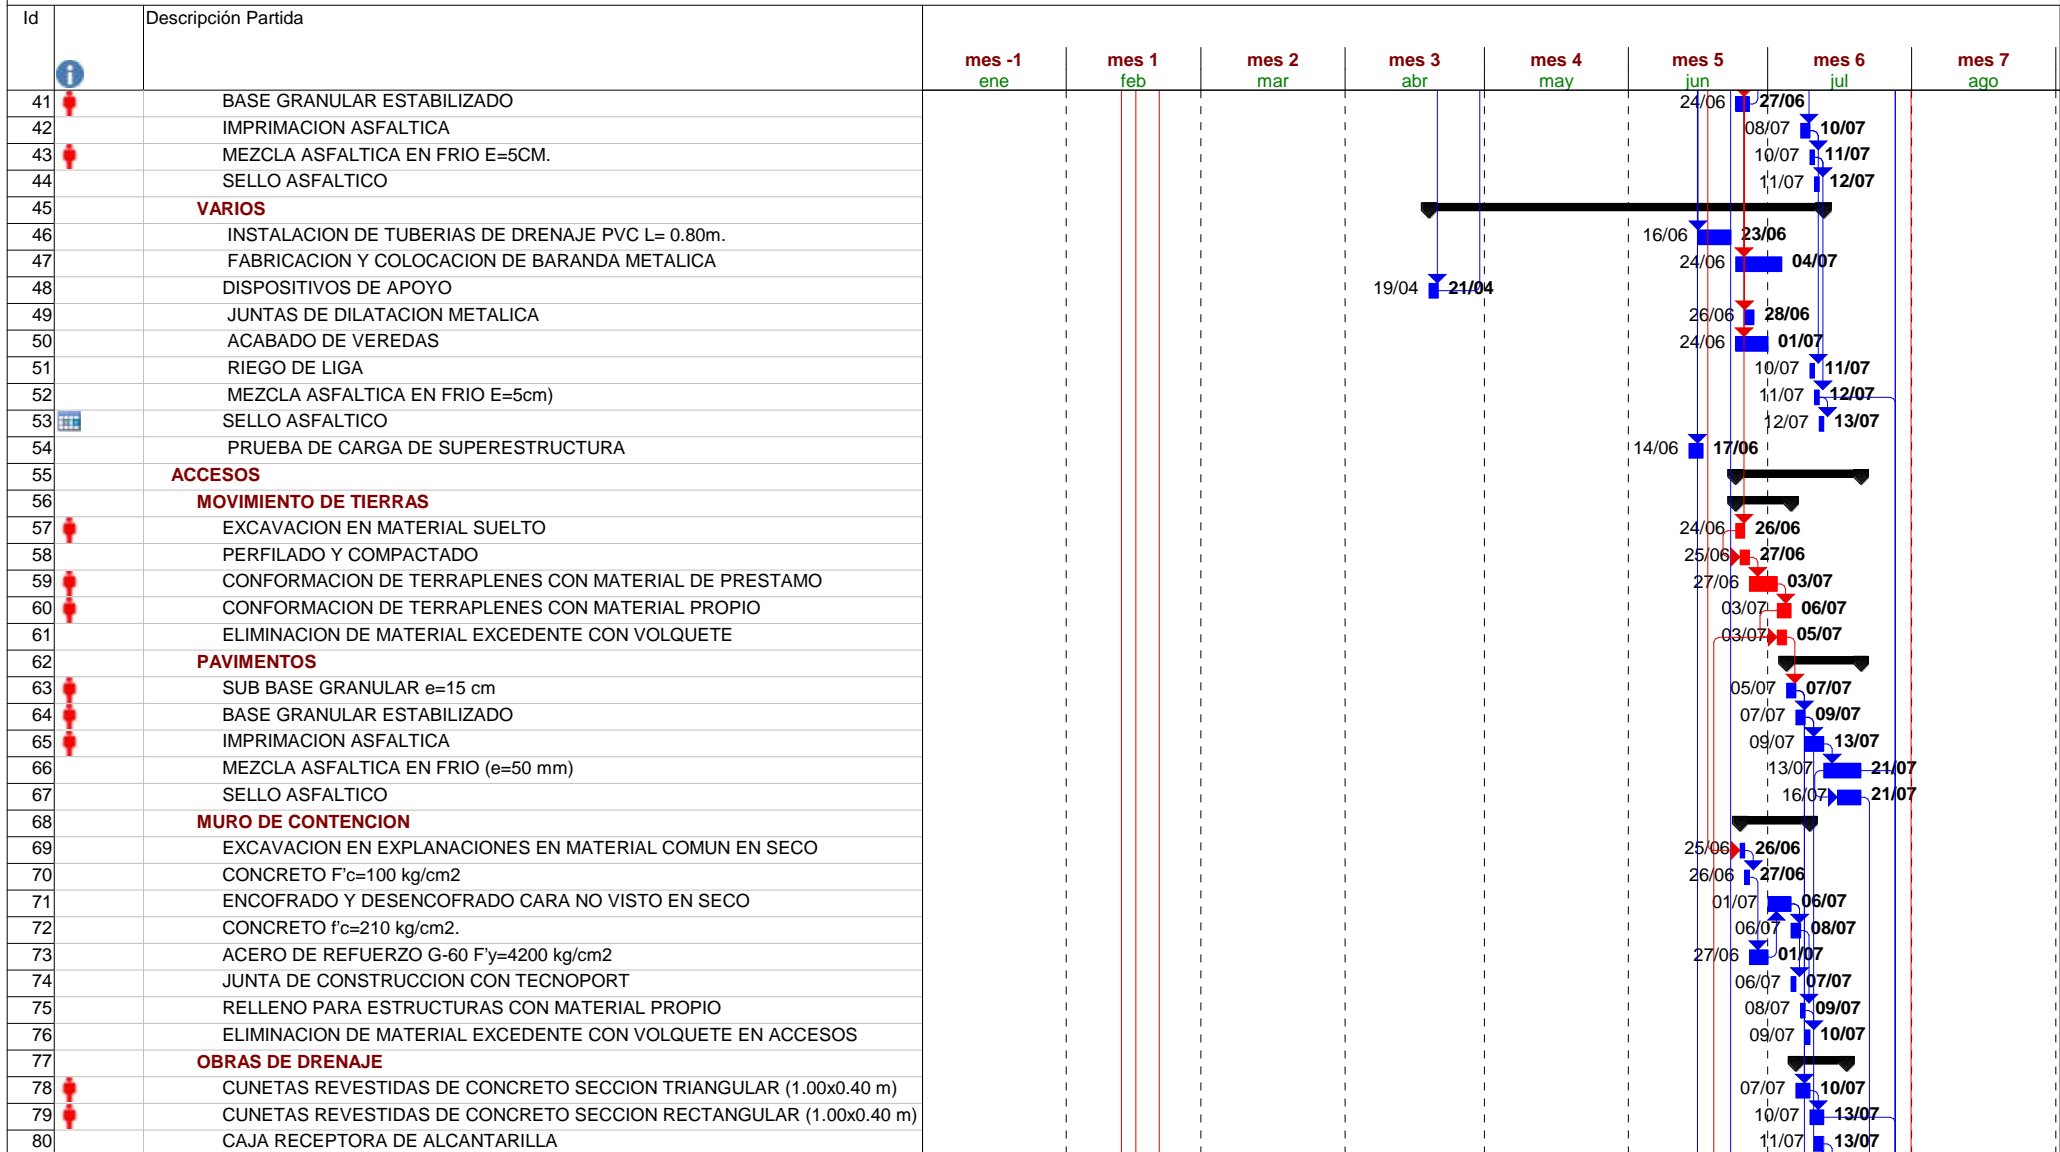 Id Descripción Partida
mes -1 mes 1 mes 2 mes 3 mes 4 mes 5 mes 6 mes 7
ene feb mar abr may jun jul ago
41 BASE GRANULAR ESTABILIZADO 24/06 27/06
42 IMPRIMACION ASFALTICA 08/07 10/07
43 MEZCLA ASFALTICA EN FRIO E=5CM. 10/07 11/07
44 SELLO ASFALTICO 11/07 12/07
45 VARIOS
46 INSTALACION DE TUBERIAS DE DRENAJE PVC L= 0.80m. 16/06 23/06
47 FABRICACION Y COLOCACION DE BARANDA METALICA 24/06 04/07
48 DISPOSITIVOS DE APOYO 19/04 21/04
49 JUNTAS DE DILATACION METALICA 26/06 28/06
50 ACABADO DE VEREDAS 24/06 01/07
51 RIEGO DE LIGA 10/07 11/07
52 MEZCLA ASFALTICA EN FRIO E=5cm) 11/07 12/07
53 SELLO ASFALTICO 12/07 13/07
54 PRUEBA DE CARGA DE SUPERESTRUCTURA 14/06 17/06
55 ACCESOS
56 MOVIMIENTO DE TIERRAS
57 EXCAVACION EN MATERIAL SUELTO 24/06 26/06
58 PERFILADO Y COMPACTADO 25/06 27/06
59 CONFORMACION DE TERRAPLENES CON MATERIAL DE PRESTAMO 27/06 03/07
60 CONFORMACION DE TERRAPLENES CON MATERIAL PROPIO 03/07 06/07
61 ELIMINACION DE MATERIAL EXCEDENTE CON VOLQUETE 03/07 05/07
62 PAVIMENTOS
63 SUB BASE GRANULAR e=15 cm 05/07 07/07
64 BASE GRANULAR ESTABILIZADO 07/07 09/07
65 IMPRIMACION ASFALTICA 09/07 13/07
66 MEZCLA ASFALTICA EN FRIO (e=50 mm) 13/07 21/07
67 SELLO ASFALTICO 16/07 21/07
68 MURO DE CONTENCION
69 EXCAVACION EN EXPLANACIONES EN MATERIAL COMUN EN SECO 25/06 26/06
70 CONCRETO F'c=100 kg/cm2 26/06 27/06
71 ENCOFRADO Y DESENCOFRADO CARA NO VISTO EN SECO 01/07 06/07
72 CONCRETO f'c=210 kg/cm2. 06/07 08/07
73 ACERO DE REFUERZO G-60 F'y=4200 kg/cm2 27/06 01/07
74 JUNTA DE CONSTRUCCION CON TECNOPORT 06/07 07/07
75 RELLENO PARA ESTRUCTURAS CON MATERIAL PROPIO 08/07 09/07
76 ELIMINACION DE MATERIAL EXCEDENTE CON VOLQUETE EN ACCESOS 09/07 10/07
77 OBRAS DE DRENAJE
78 CUNETAS REVESTIDAS DE CONCRETO SECCION TRIANGULAR (1.00x0.40 m) 07/07 10/07
79 CUNETAS REVESTIDAS DE CONCRETO SECCION RECTANGULAR (1.00x0.40 m) 10/07 13/07
80 CAJA RECEPTORA DE ALCANTARILLA 11/07 13/07